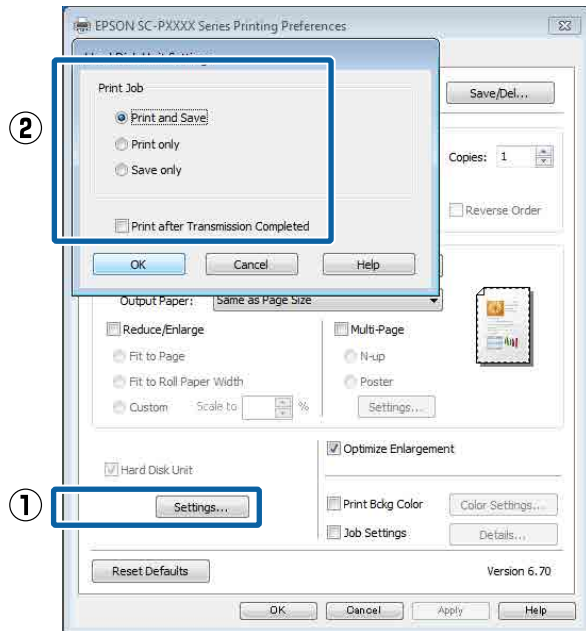 EPSON SC-PXXXX Series Printing Preferences
Print Job
Save/Del...
②
Print and Save
Print only
Copies: 1
Save only
Reverse Order
Print after Transmission Completed
OK Cancel Help
Output Paper: Same as Page Size
Reduce/Enlarge
Multi-Page
Fit to Page
N-up
Fit to Roll Paper Width
Poster
Custom Scale to %
Settings...
Optimize Enlargement
Hard Disk Unit
①
Settings...
Print Bckg Color Color Settings...
Job Settings Details...
Reset Defaults
Version 6.70
OK Cancel Apply Help